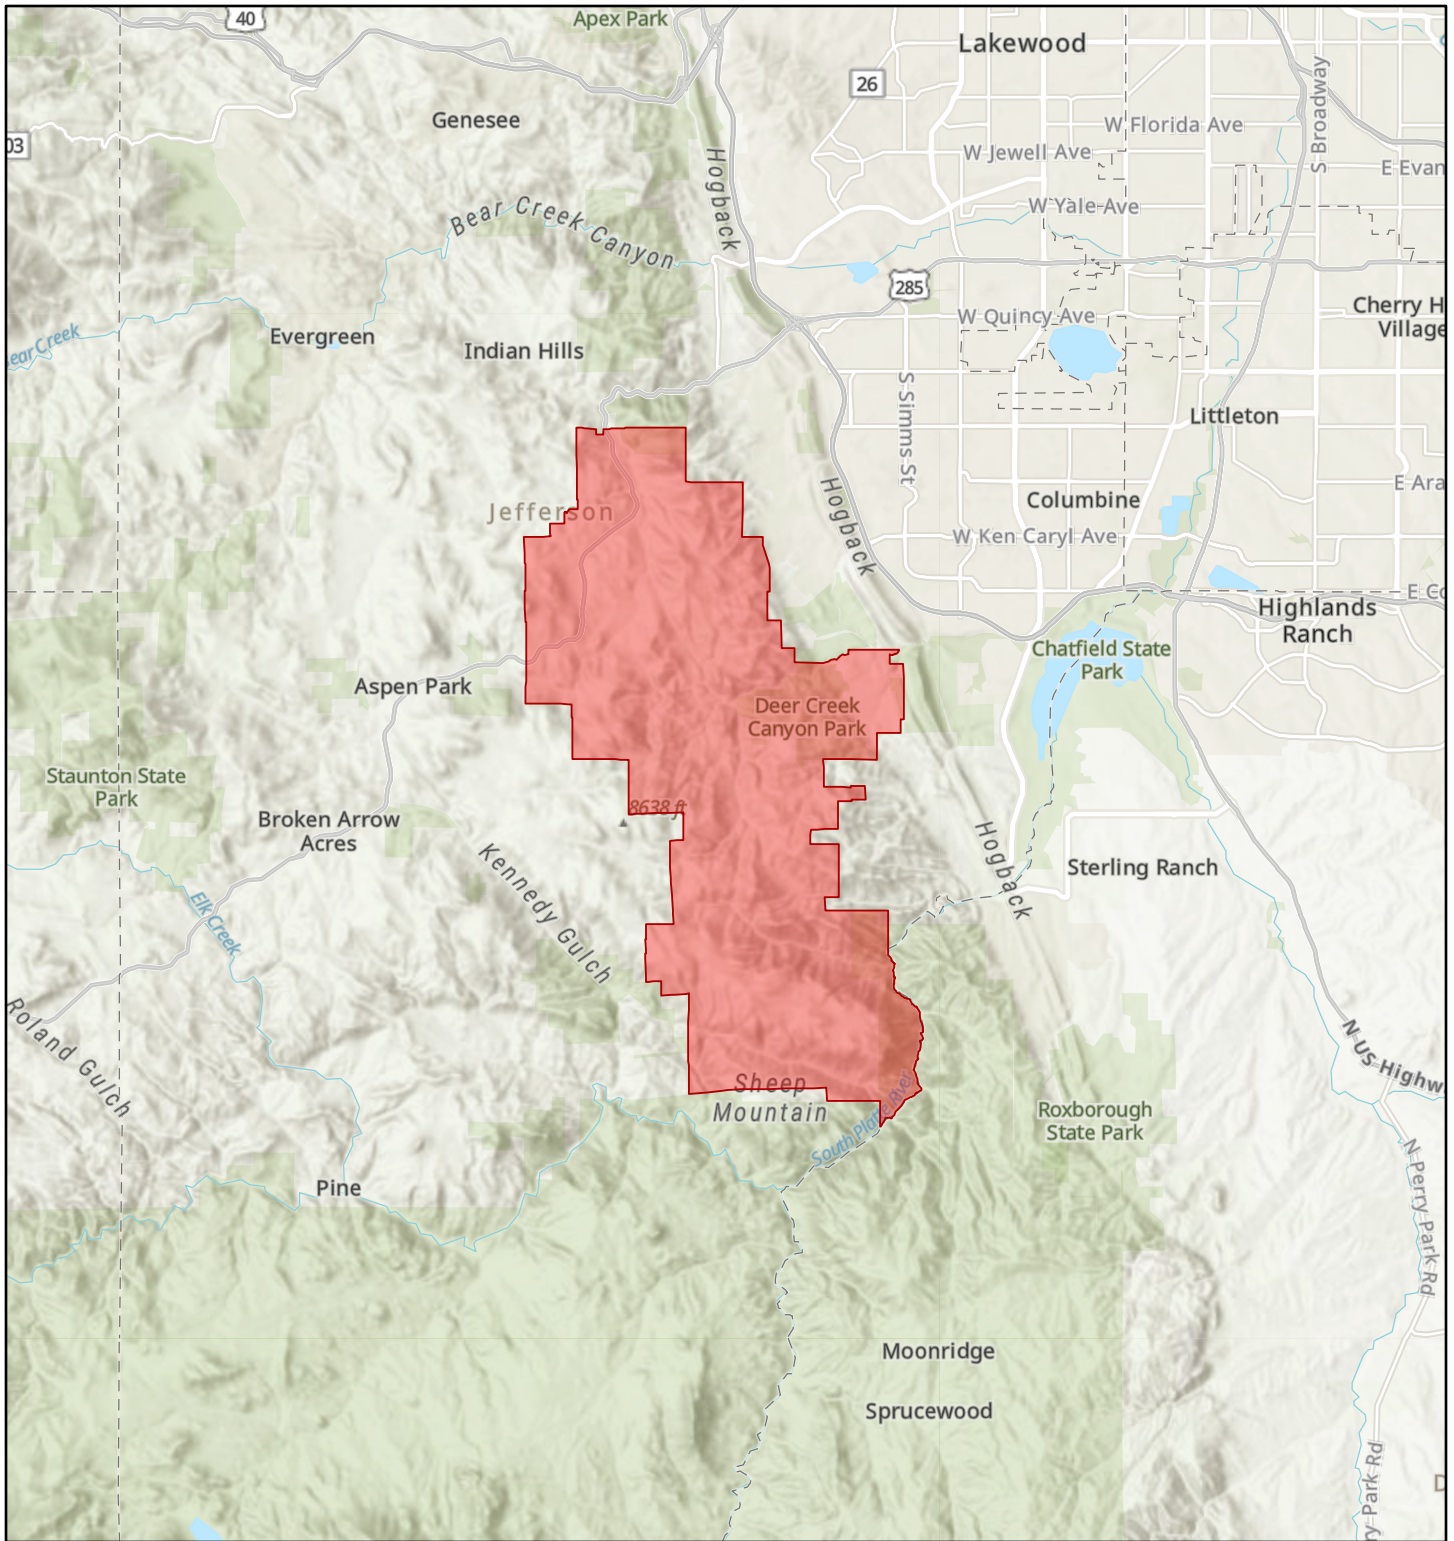 40
Apex Park
Lakewood
26
S Broadway
Genesee
W Florida Ave
03
Hogback
W Jewell Ave
E Evan
W Yale Ave
Bear Creek Canyon
285
Cherry H
Village
W Quincy Ave
ear Creek
Evergreen
Indian Hills
S Simms St
Littleton
Jefferson
Hogback
Columbine
E Ara
W Ken Caryl Ave
E Co
Highlands
Ranch
Chatfield State
Park
Aspen Park
Deer Creek
Canyon Park
Staunton State
Park
8638 ft
Broken Arrow
Acres
Kennedy Gulch
Hogback
Sterling Ranch
Elk Creek
Roland Gulch
N US Highw
Sheep
Mountain
South Platte River
Roxborough
State Park
Pine
N Perry Park Rd
Moonridge
Sprucewood
ry Park Rd
D